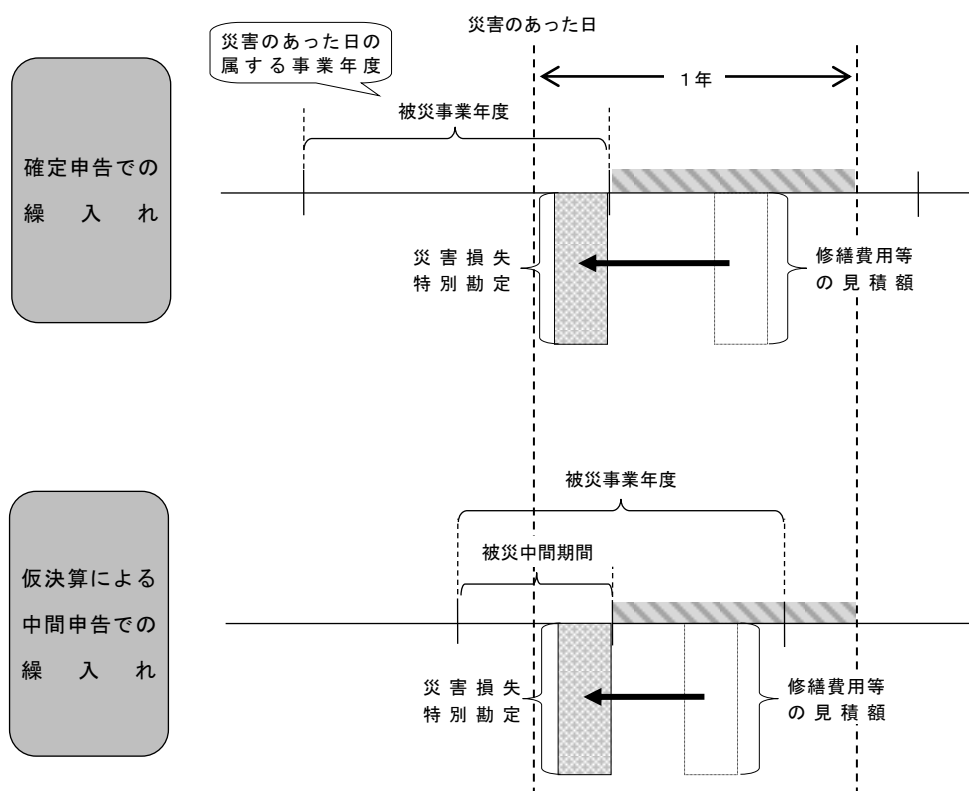 災害のあった日
災害のあった日の
属する事業年度
1年
被災事業年度
確定申告での
繰入れ
災害損失
特別勘定
修繕費用等
の見積額
被災事業年度
被災中間期間
仮決算による
中間申告での
繰入れ
災害損失
特別勘定
修繕費用等
の見積額